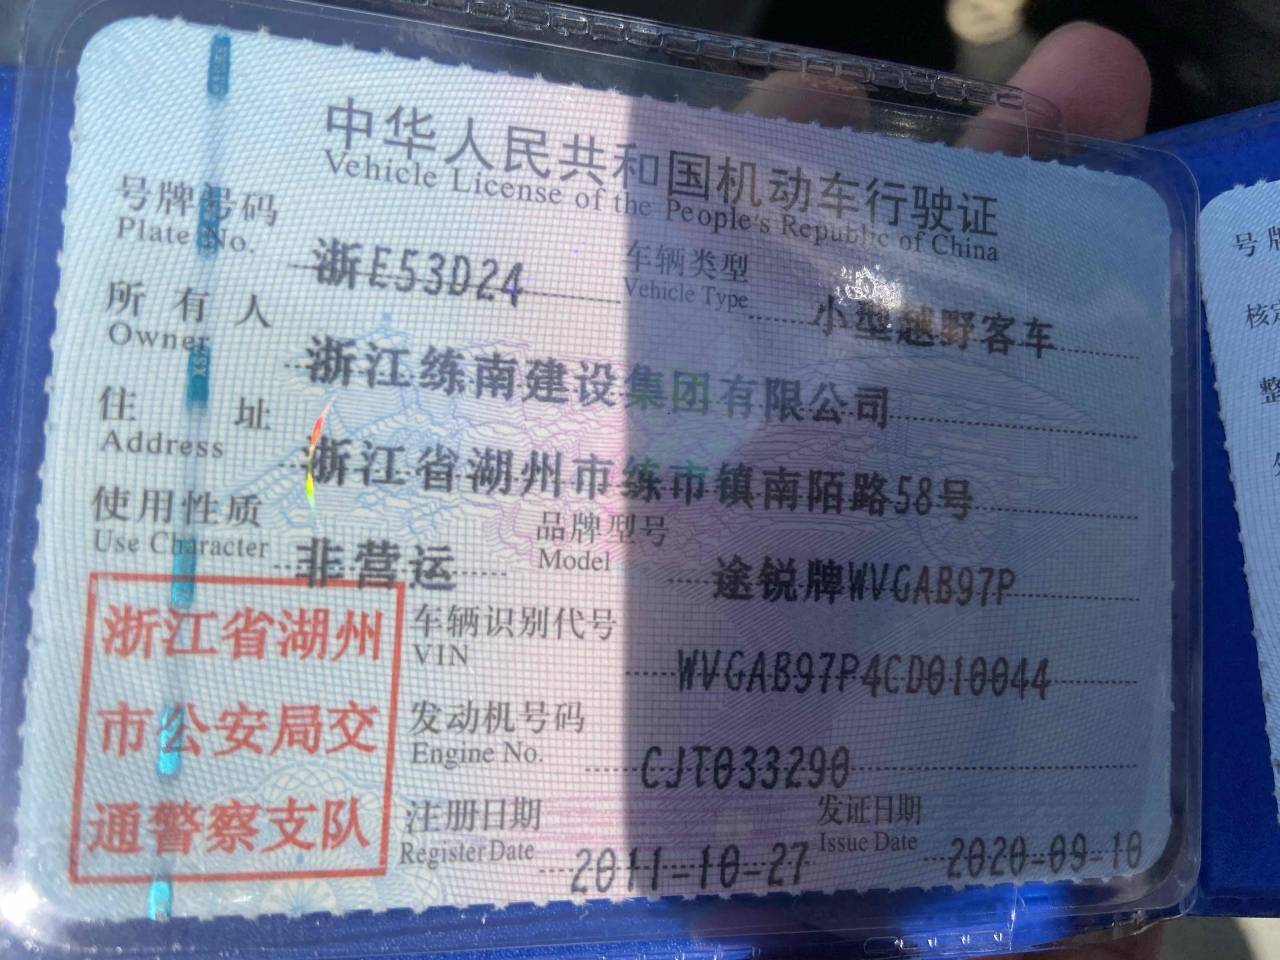 中华人民共和国机动车行驶证
Vehicle License of the People's Republic of China
号牌号码 浙E53D24 车辆类型 小型越野客车
Plate No. Vehicle Type
所有人 浙江练南建设集团有限公司
Owner
住址 浙江省湖州市练市镇南陌路58号
Address
使用性质 非营运 品牌型号 途锐牌WVGAB97P
Use Character Model
车辆识别代号 WVGAB97P4CD010044
VIN
发动机号码 CJT033290
Engine No.
注册日期 2011-10-27 发证日期 2020-09-10
Register Date Issue Date
浙江省湖州
市公安局交
通警察支队
号牌
核定
整